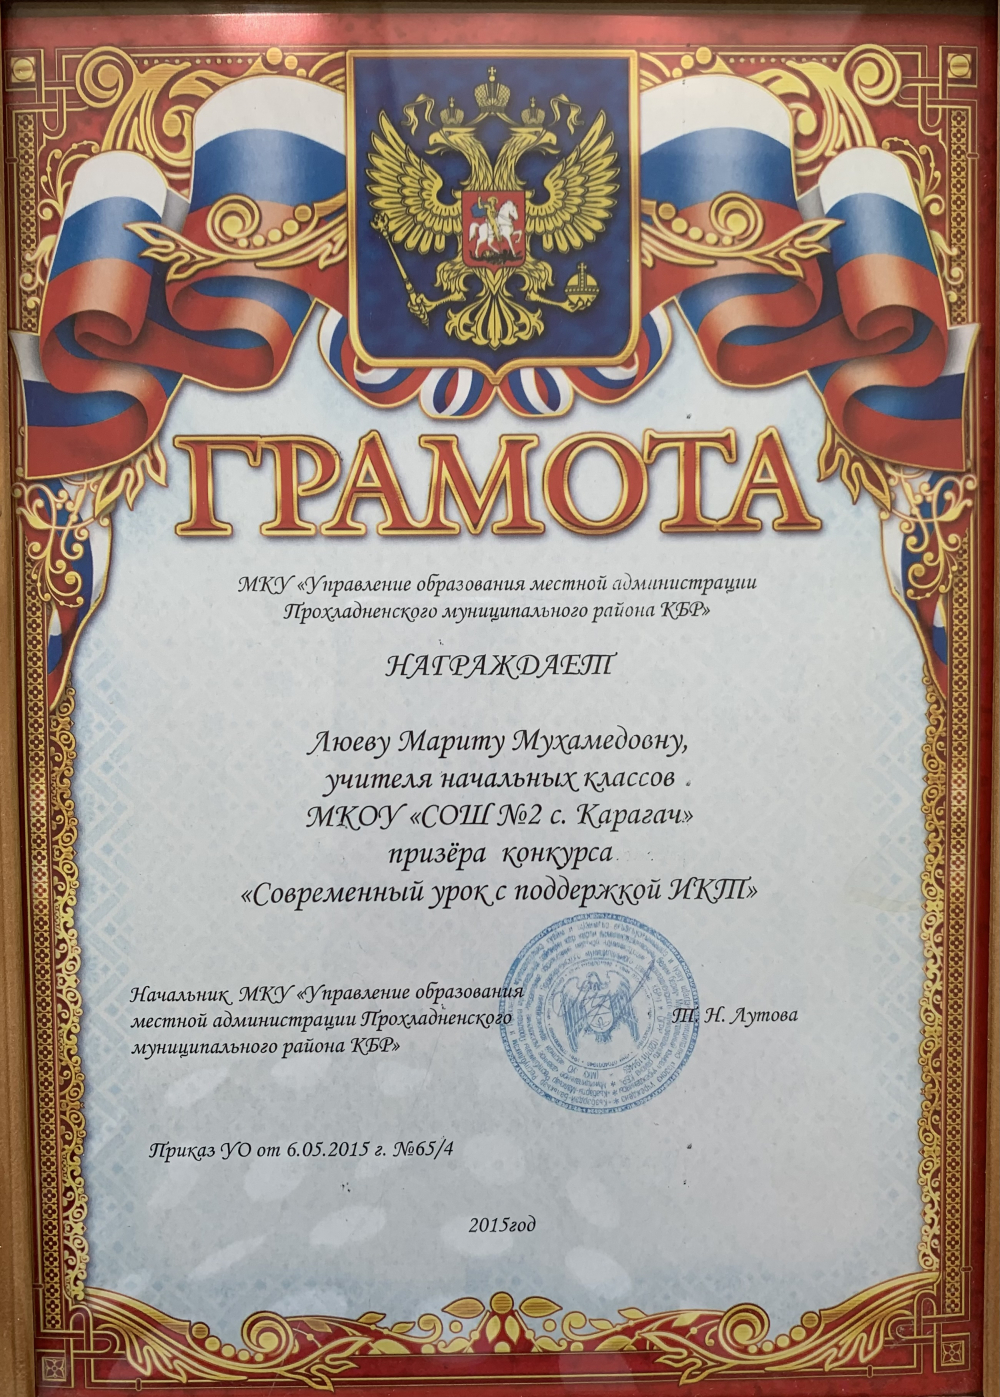 ГРАМОТА
МКУ «Управление образования местной администрации
Прохладненского муниципального района КБР»
НАГРАЖДАЕТ
Люеву Мариту Мухамедовну,
учителя начальных классов
МКОУ «СОШ №2 с. Карагач»
призёра конкурса
«Современный урок с поддержкой ИКТ»
Начальник МКУ «Управление образования
местной администрации Прохладненского
муниципального района КБР»
Т. Н. Лутова
Приказ УО от 6.05.2015 г. №65/4
2015год